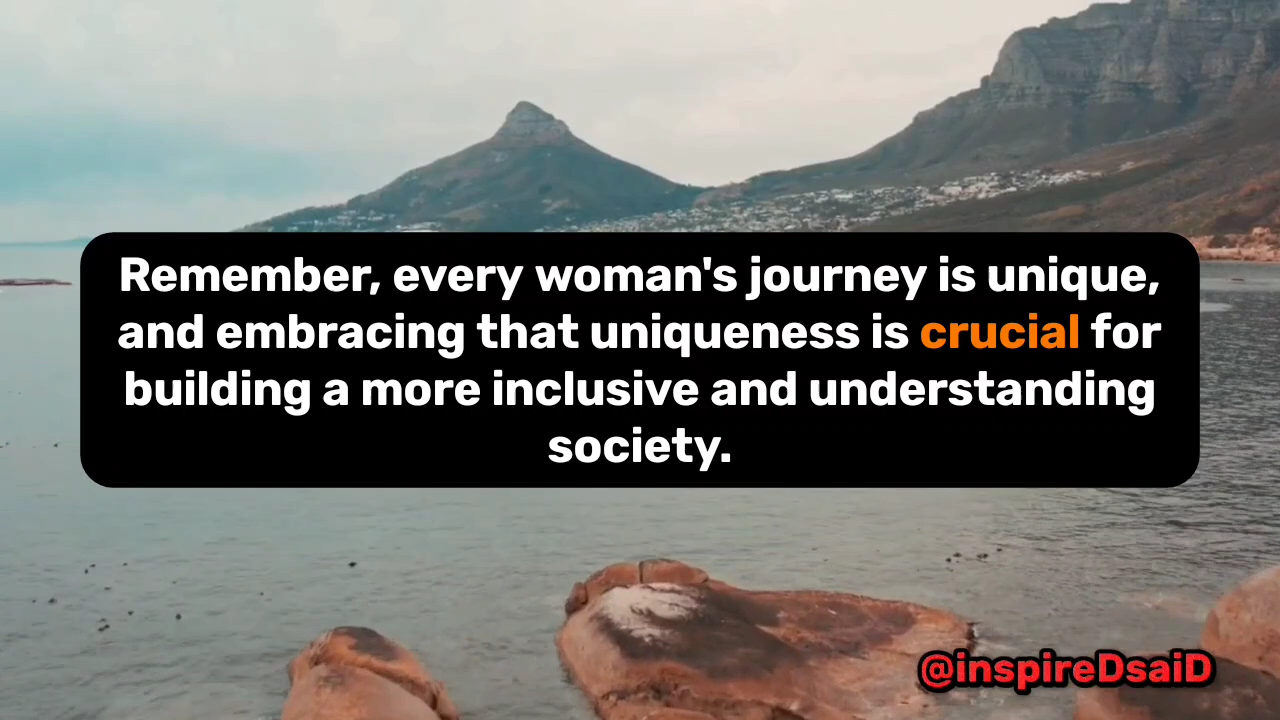 Remember, every woman's journey is unique,
and embracing that uniqueness is crucial for
building a more inclusive and understanding
society.
@inspireDsaiD